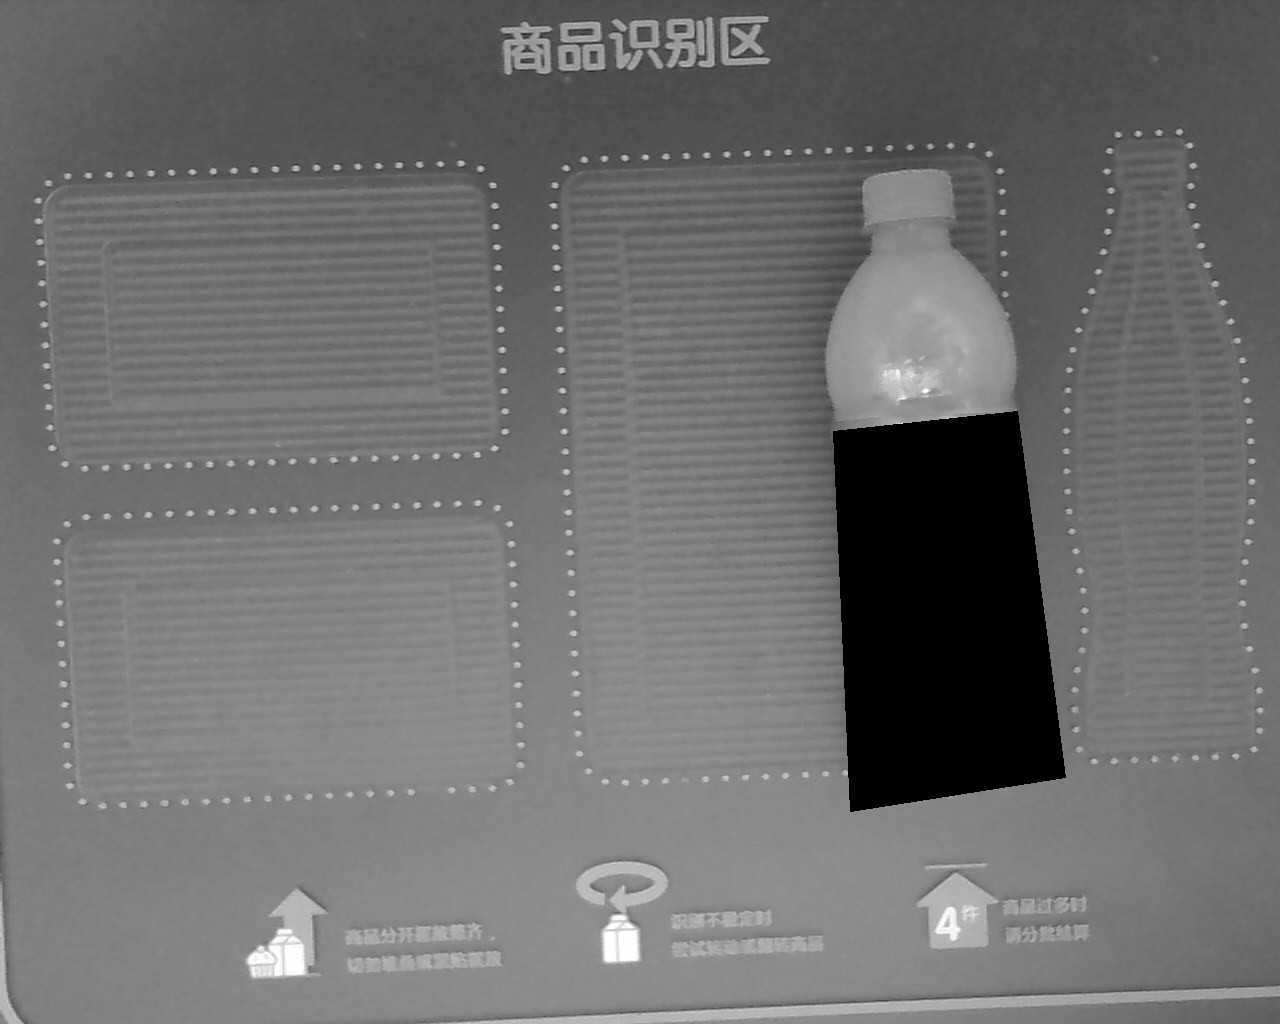 商品识别区
商品分开摆放整齐，
切勿堆叠或紧贴摆放
识别不稳定时
尝试转动或翻转商品
4件
商品过多时
请分批结算